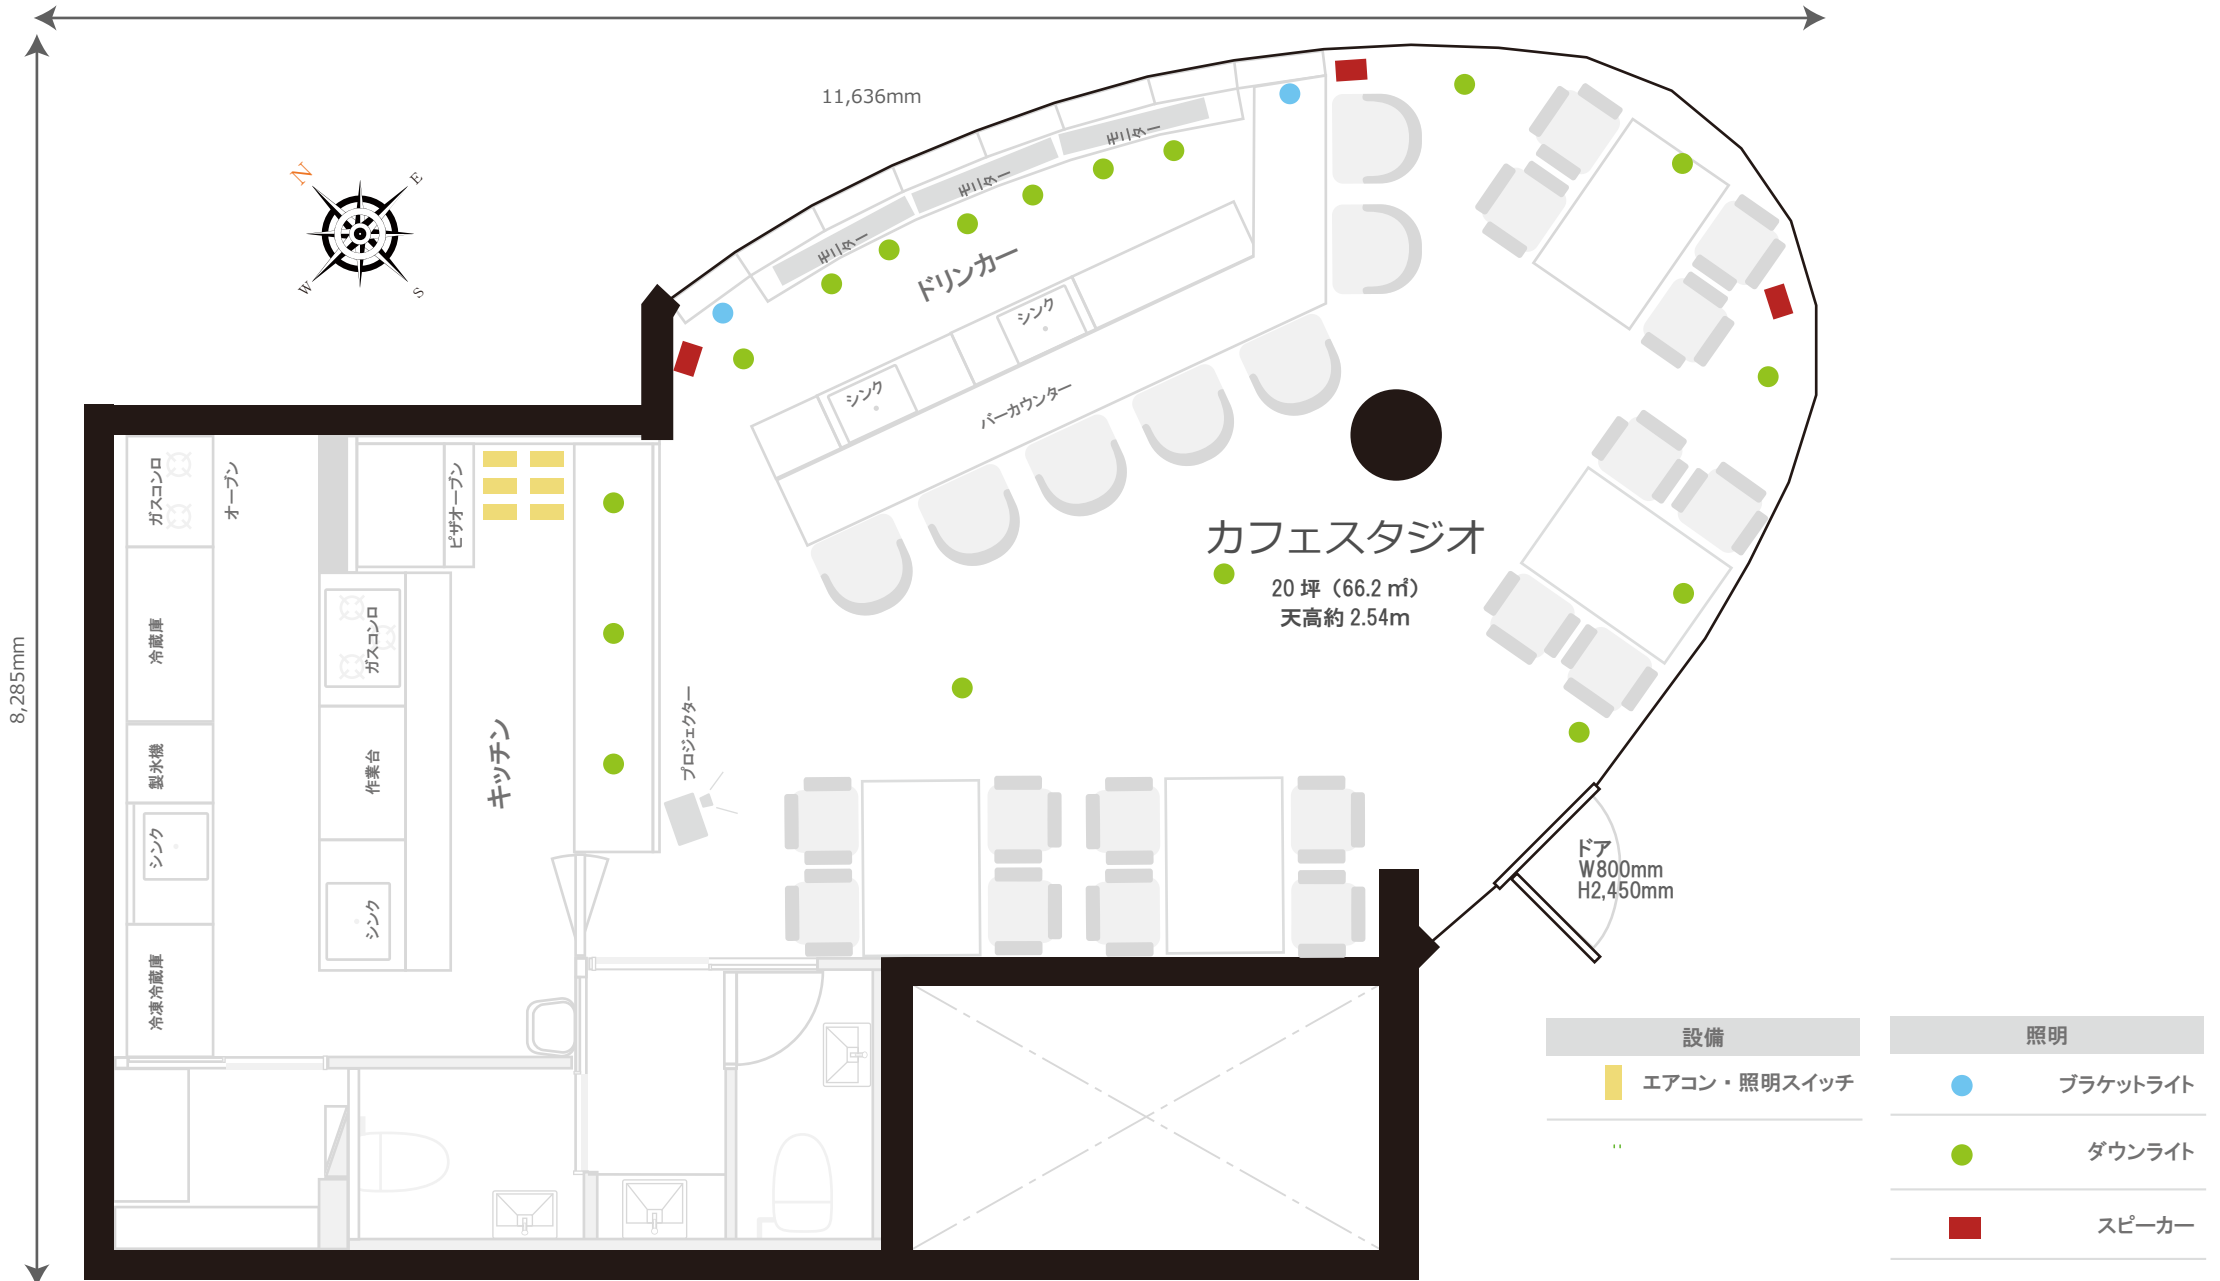 11,636mm
8,285mm
N
E
W
S
モニター
モニター
モニター
ドリンカー
シンク
シンク
バーカウンター
カフェスタジオ
20 坪（66.2 ㎡）
天高約 2.54m
ガスコンロ
オーブン
ピザオーブン
冷蔵庫
ガスコンロ
製氷機
作業台
キッチン
プロジェクター
シンク
シンク
冷凍冷蔵庫
ドア
W800mm
H2,450mm
設備
エアコン・照明スイッチ
照明
ブラケットライト
ダウンライト
スピーカー